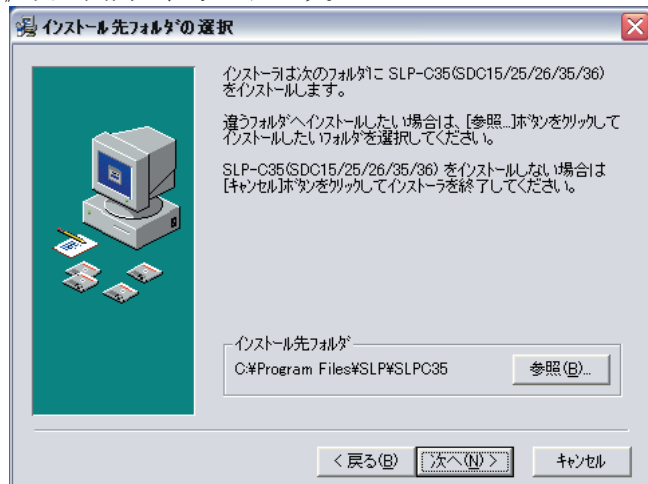 インストール先フォルダの選択
インストーラは次のフォルダに SLP-C35(SDC15/25/26/35/36)
をインストールします。
違うフォルダへインストールしたい場合は、[参照...]ボタンをクリックして
インストールしたいフォルダを選択してください。
SLP-C35(SDC15/25/26/35/36) をインストールしない場合は
[キャンセル]ボタンをクリックしてインストーラを終了してください。
インストール先フォルダ
C:¥Program Files¥SLP¥SLPC35
参照(B)...
< 戻る(B)
次へ(N) >
キャンセル